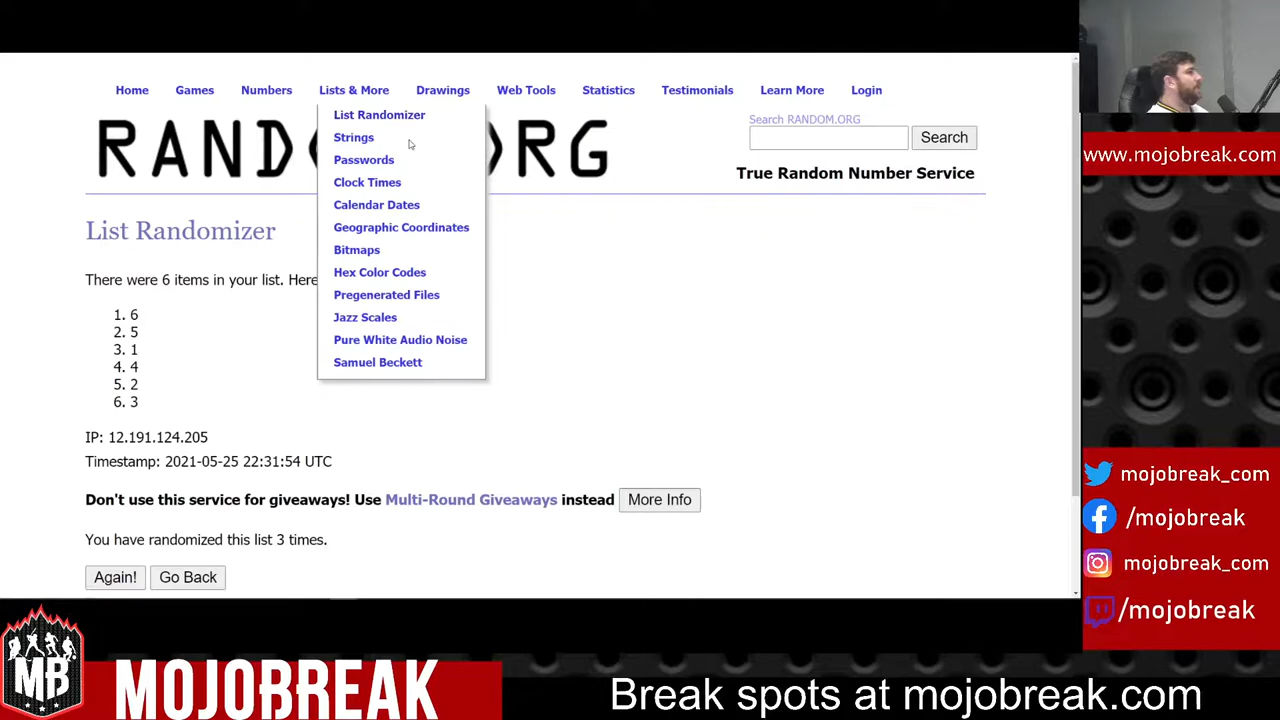 Home Games Numbers Lists & More Drawings Web Tools Statistics Testimonials Learn More Login
List Randomizer
Strings
Passwords
Clock Times
Calendar Dates
Geographic Coordinates
Bitmaps
Hex Color Codes
Pregenerated Files
Jazz Scales
Pure White Audio Noise
Samuel Beckett
Search RANDOM.ORG
Search
RAND ORG
True Random Number Service
List Randomizer
There were 6 items in your list. Here
1. 6
2. 5
3. 1
4. 4
5. 2
6. 3
IP: 12.191.124.205
Timestamp: 2021-05-25 22:31:54 UTC
Don't use this service for giveaways! Use Multi-Round Giveaways instead More Info
You have randomized this list 3 times.
Again! Go Back
www.mojobreak.com
mojobreak_com
/mojobreak
mojobreak_com
/mojobreak
MB
MOJOBREAK
Break spots at mojobreak.com